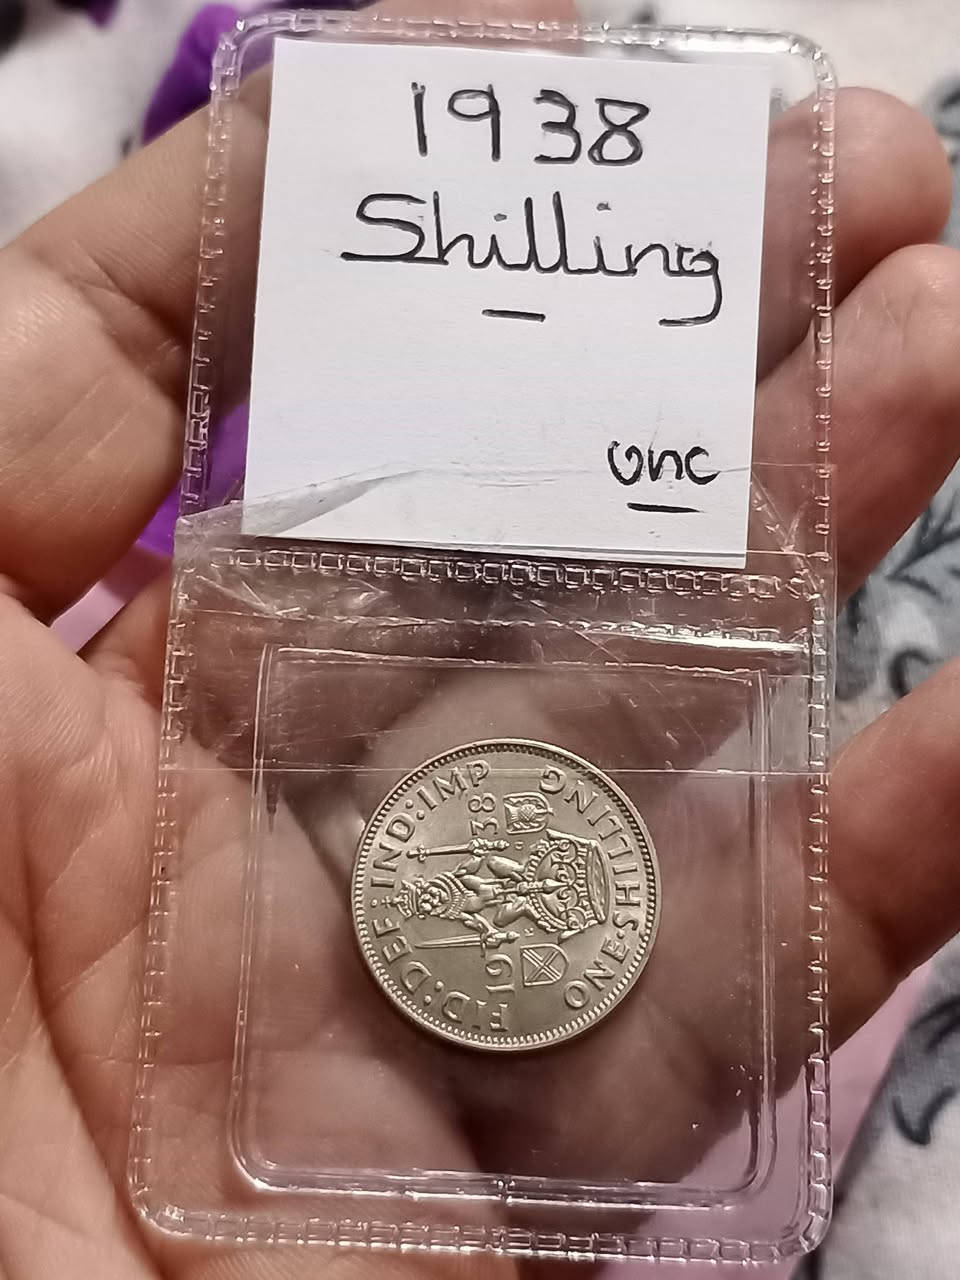 1938
Shilling
unc
FID:DEF:IND:IMP
19 38
ONE·SHILLING